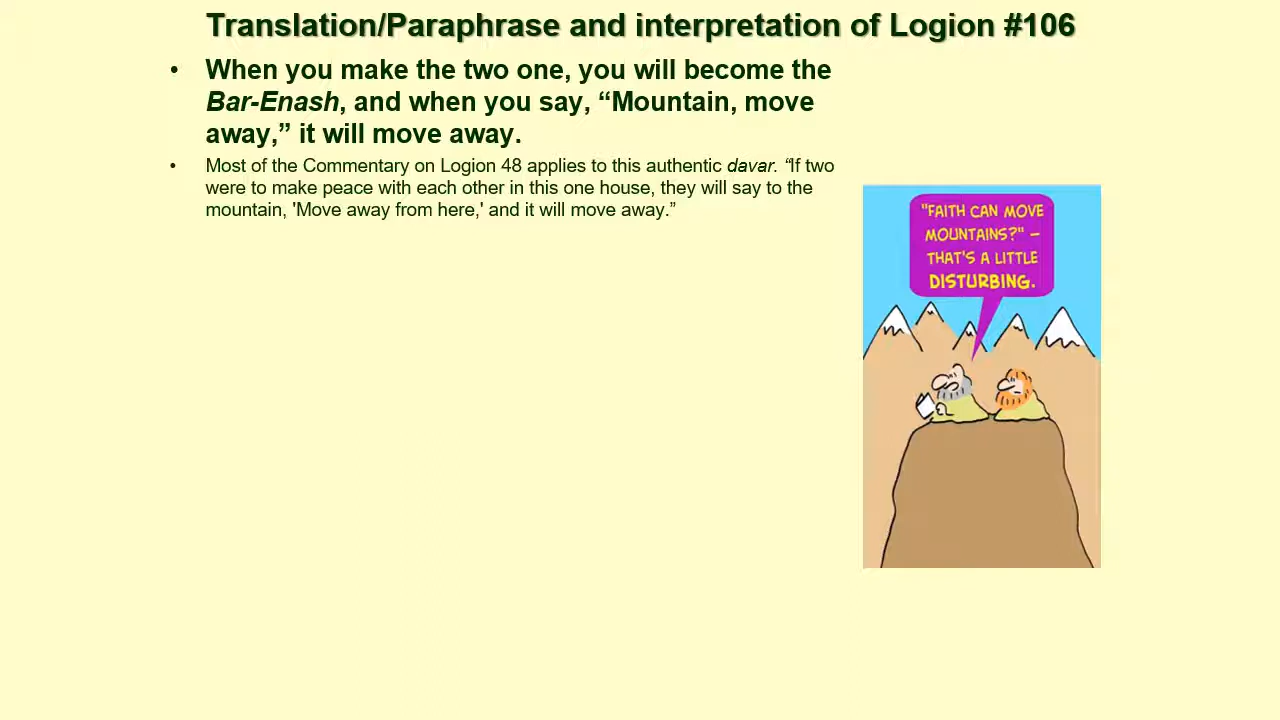 Translation/Paraphrase and interpretation of Logion #106
• When you make the two one, you will become the
Bar-Enash, and when you say, “Mountain, move
away,” it will move away.
• Most of the Commentary on Logion 48 applies to this authentic davar. “If two
were to make peace with each other in this one house, they will say to the
mountain, 'Move away from here,' and it will move away.”
"FAITH CAN MOVE
MOUNTAINS?" –
THAT'S A LITTLE
DISTURBING.